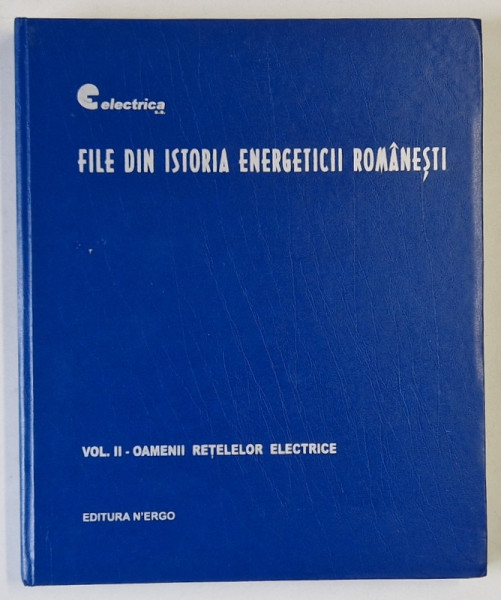 electrica
s.a.
FILE DIN ISTORIA ENERGETICII ROMÂNEȘTI
VOL. II - OAMENII REȚELELOR ELECTRICE
EDITURA N'ERGO